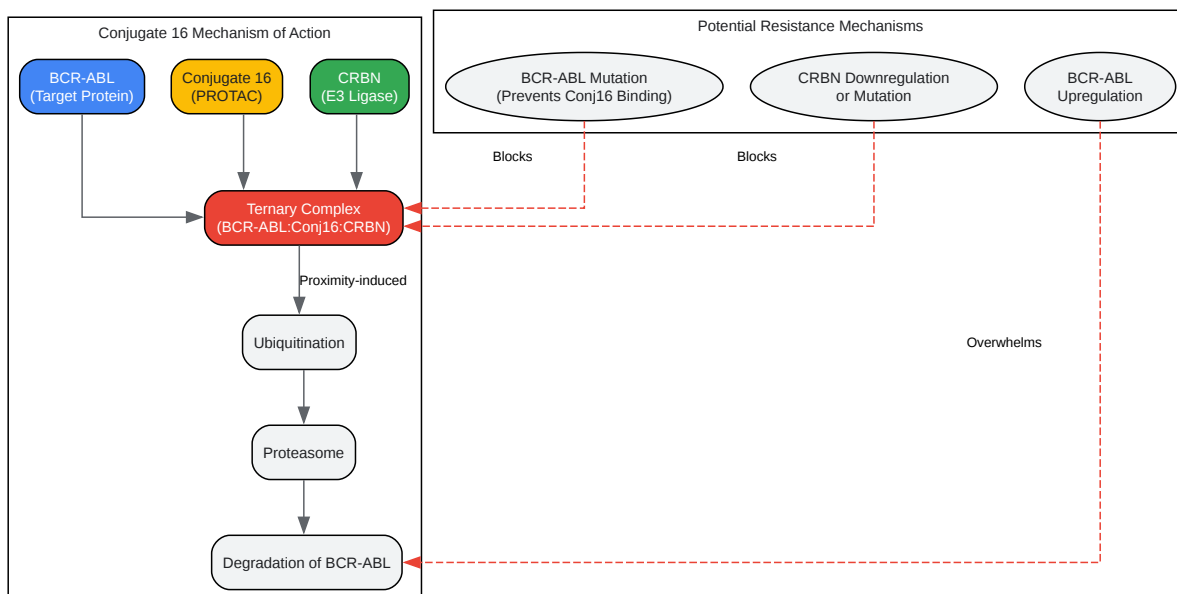 Conjugate 16 Mechanism of Action
BCR-ABL
(Target Protein)
Conjugate 16
(PROTAC)
CRBN
(E3 Ligase)
Ternary Complex
(BCR-ABL:Conj16:CRBN)
Proximity-induced
Ubiquitination
Proteasome
Degradation of BCR-ABL
Potential Resistance Mechanisms
BCR-ABL Mutation
(Prevents Conj16 Binding)
CRBN Downregulation
or Mutation
BCR-ABL
Upregulation
Blocks
Blocks
Overwhelms